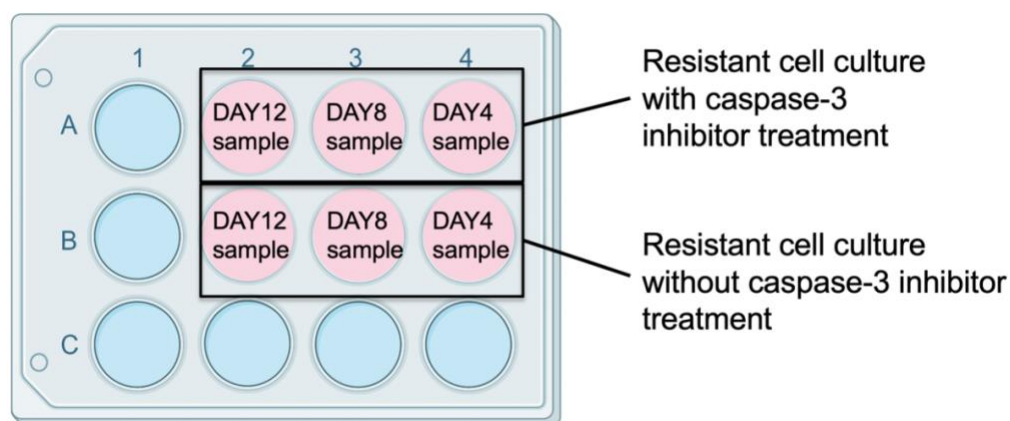 1 2 3 4
A
DAY12 DAY8 DAY4
sample sample sample
B
DAY12 DAY8 DAY4
sample sample sample
C
Resistant cell culture
with caspase-3
inhibitor treatment
Resistant cell culture
without caspase-3 inhibitor
treatment